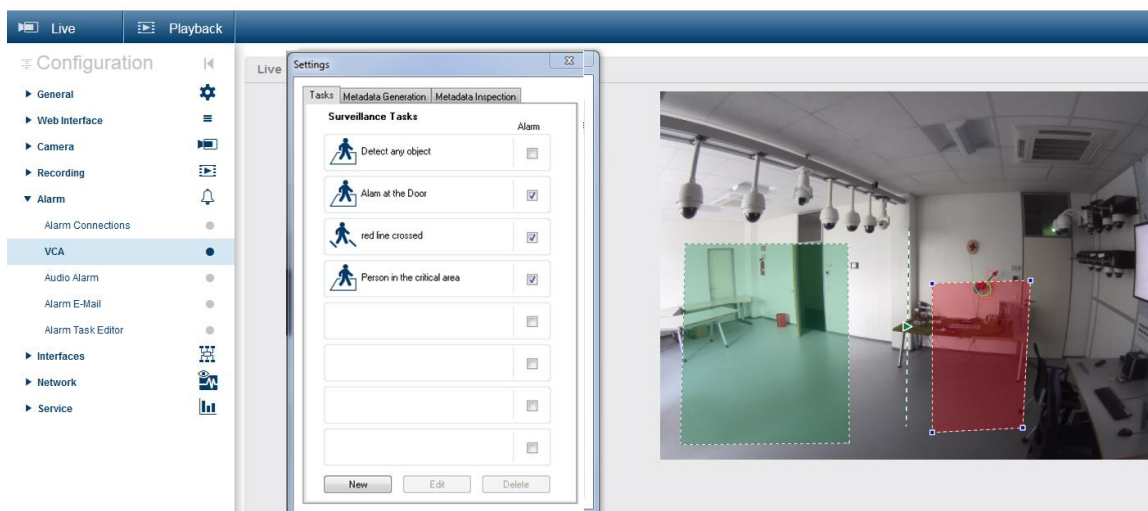 Live
Playback
Configuration
General
Web Interface
Camera
Recording
Alarm
Alarm Connections
VCA
Audio Alarm
Alarm E-Mail
Alarm Task Editor
Interfaces
Network
Service
Live
Settings
Tasks Metadata Generation Metadata Inspection
Surveillance Tasks
Alarm
Detect any object
Alam at the Door
red line crossed
Person in the critical area
New Edit Delete